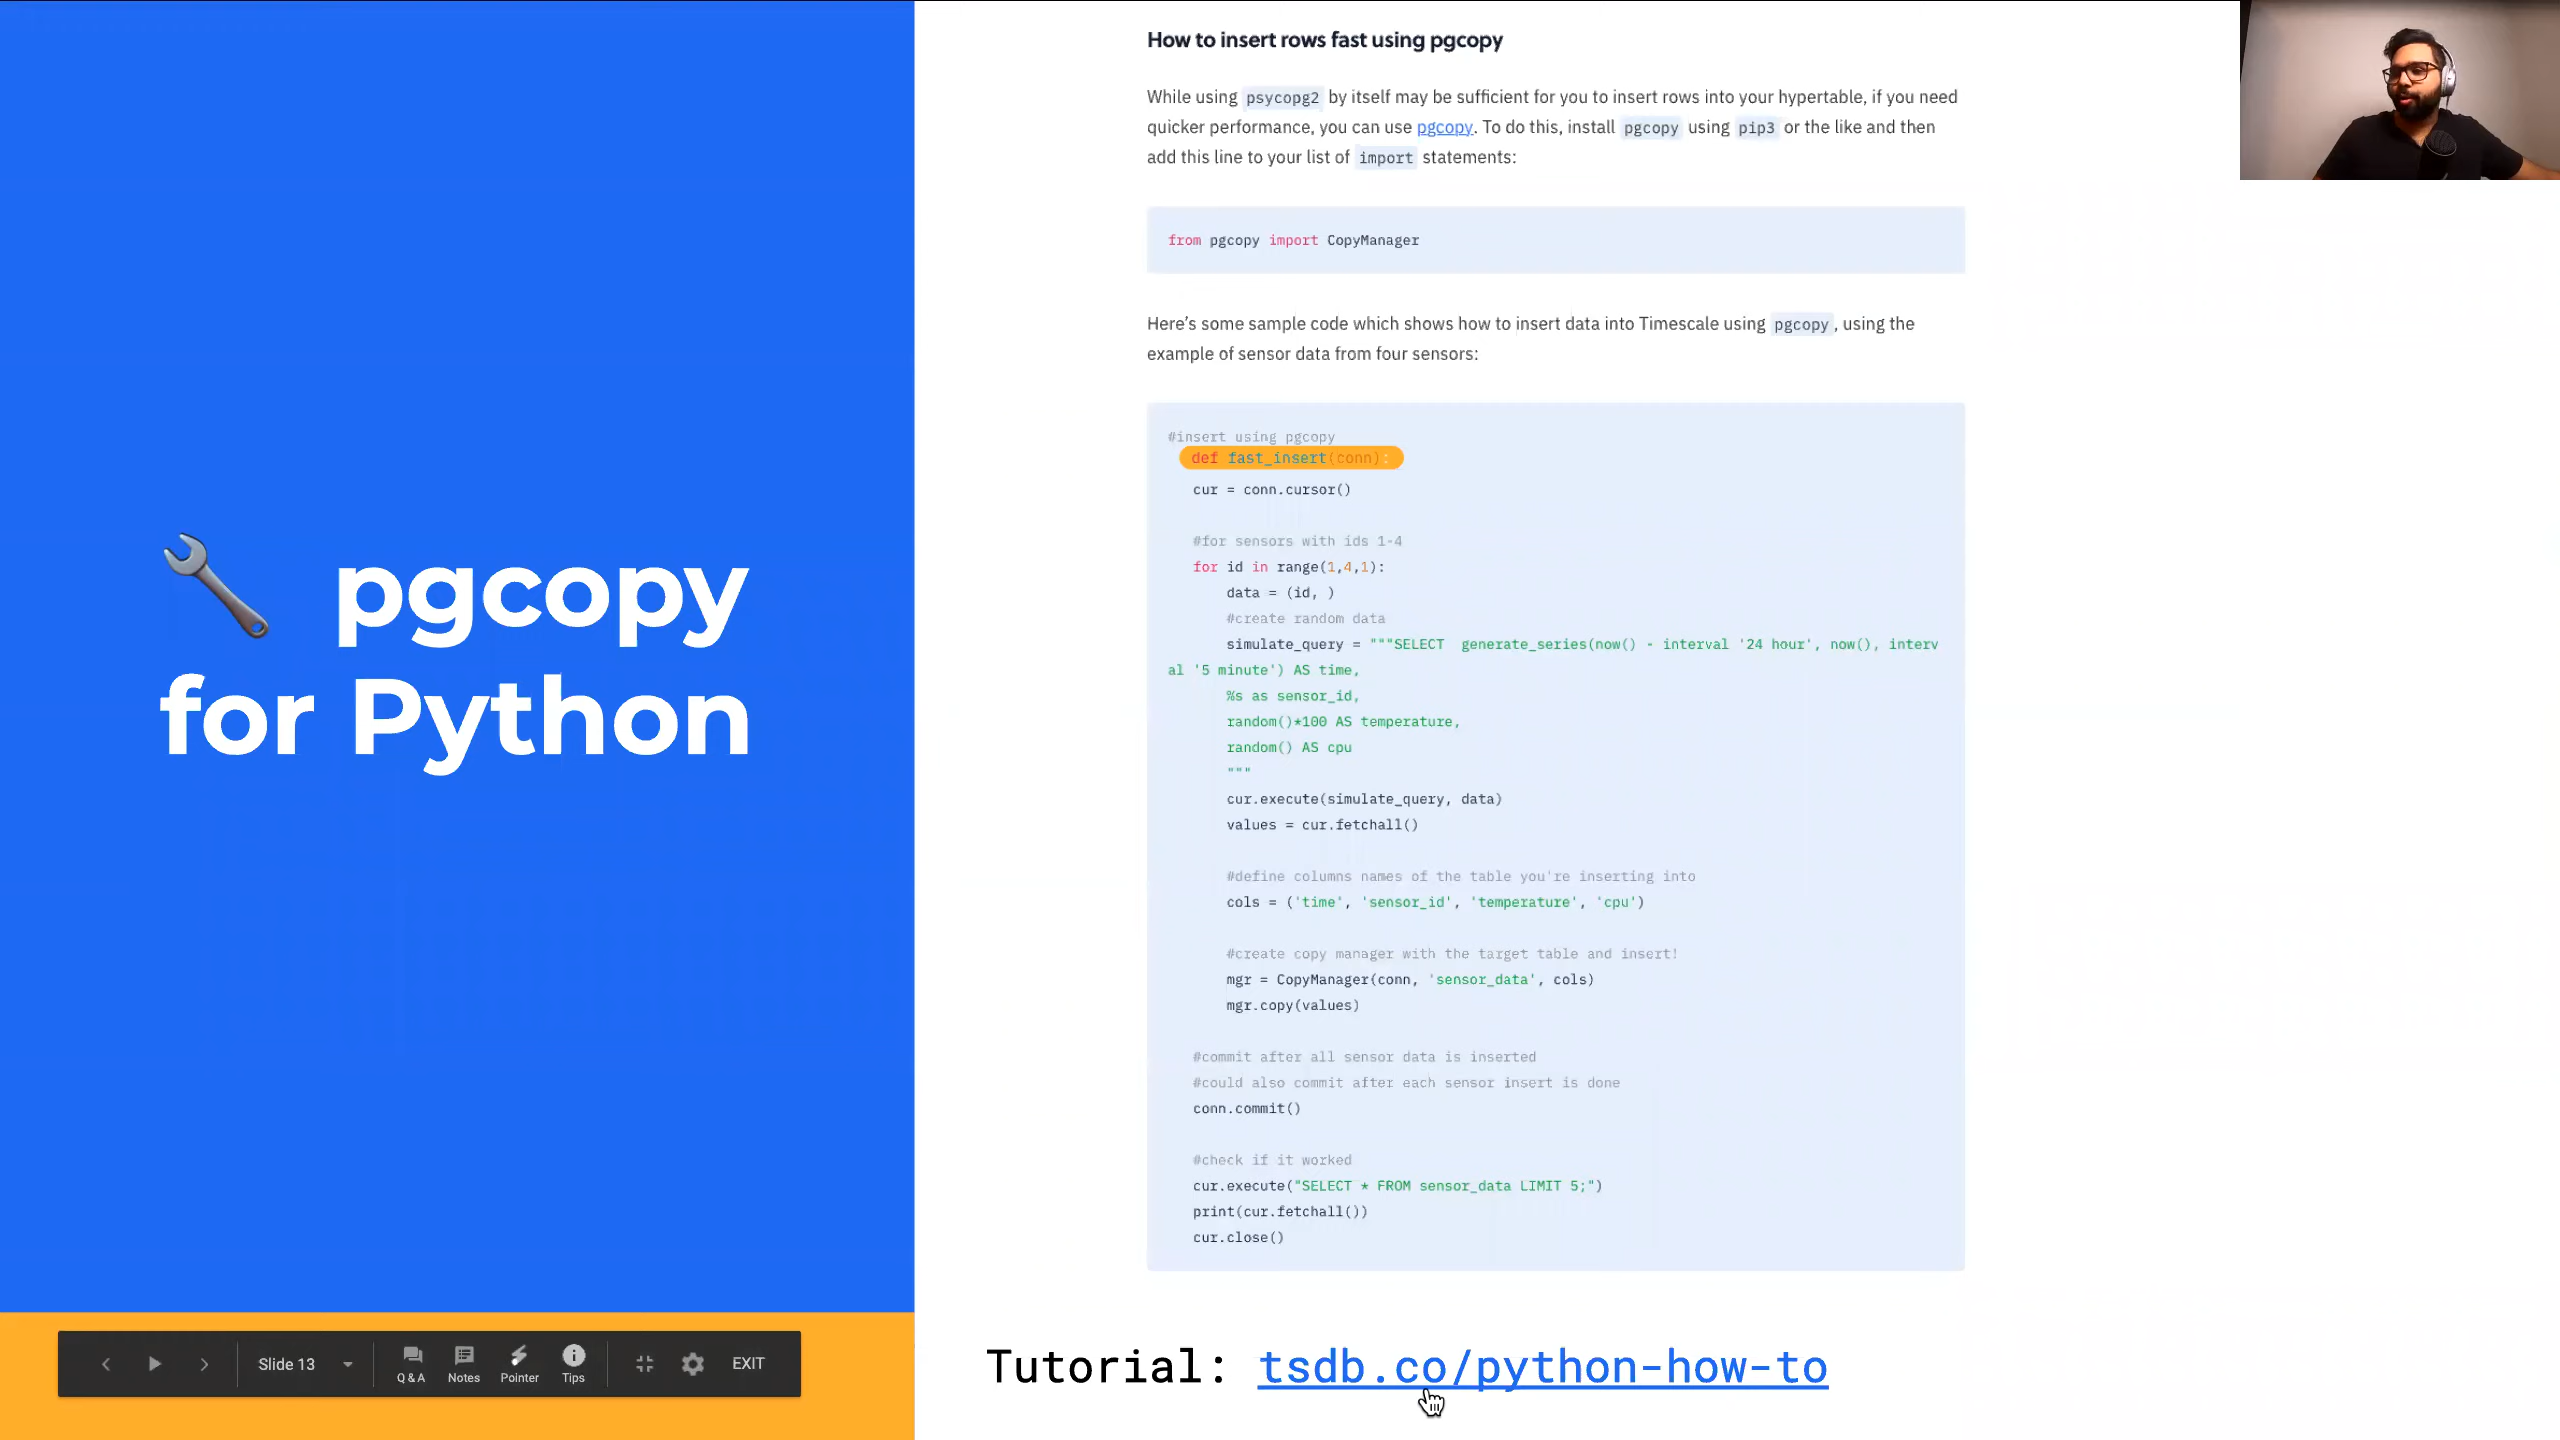 🔧 pgcopy
for Python
How to insert rows fast using pgcopy
While using psycopg2 by itself may be sufficient for you to insert rows into your hypertable, if you need
quicker performance, you can use pgcopy. To do this, install pgcopy using pip3 or the like and then
add this line to your list of import statements:
from pgcopy import CopyManager
Here's some sample code which shows how to insert data into Timescale using pgcopy, using the
example of sensor data from four sensors:
#insert using pgcopy
def fast_insert(conn):
cur = conn.cursor()
#for sensors with ids 1-4
for id in range(1,4,1):
data = (id, )
#create random data
simulate_query = """SELECT  generate_series(now() - interval '24 hour', now(), interv
al '5 minute') AS time,
%s as sensor_id,
random()*100 AS temperature,
random() AS cpu
"""
cur.execute(simulate_query, data)
values = cur.fetchall()
#define columns names of the table you're inserting into
cols = ('time', 'sensor_id', 'temperature', 'cpu')
#create copy manager with the target table and insert!
mgr = CopyManager(conn, 'sensor_data', cols)
mgr.copy(values)
#commit after all sensor data is inserted
#could also commit after each sensor insert is done
conn.commit()
#check if it worked
cur.execute("SELECT * FROM sensor_data LIMIT 5;")
print(cur.fetchall())
cur.close()
Tutorial: tsdb.co/python-how-to
Slide 13
Q & A
Notes
Pointer
Tips
EXIT